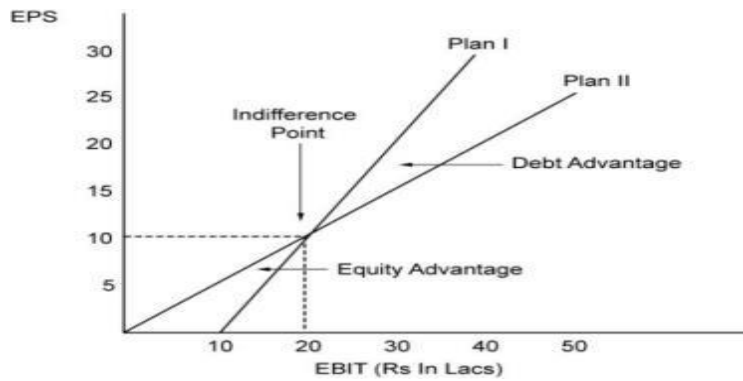 EPS
30
25
20
15
10
5
Plan I
Plan II
Indifference
Point
Debt Advantage
Equity Advantage
10 20 30 40 50
EBIT (Rs In Lacs)